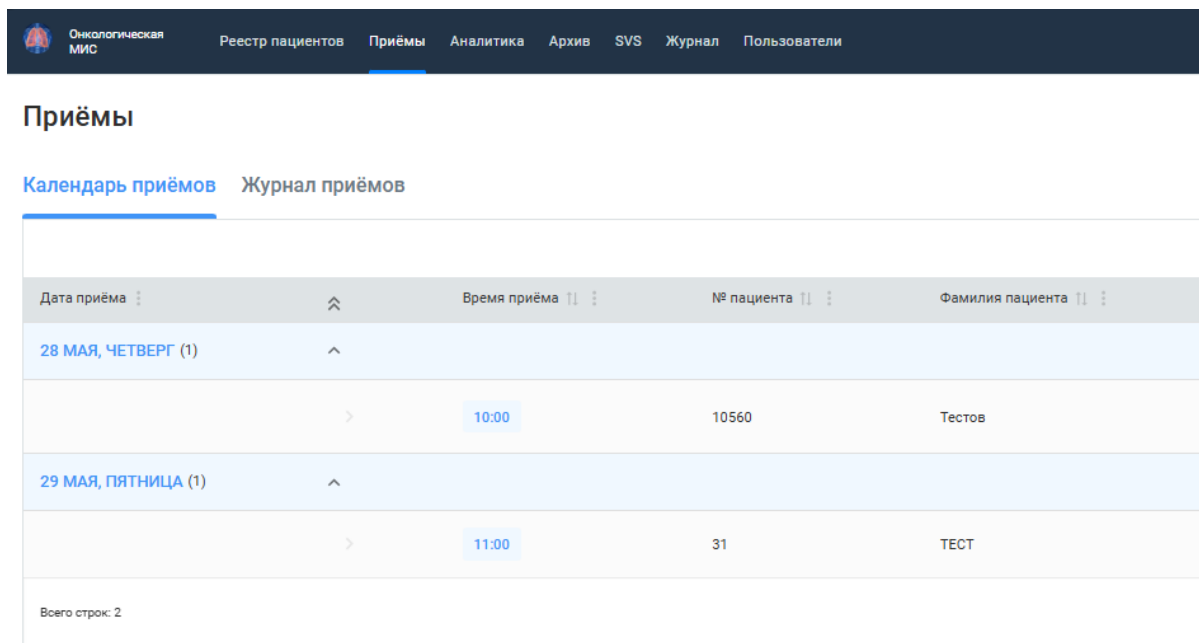 Онкологическая
МИС
Реестр пациентов Приёмы Аналитика Архив SVS Журнал Пользователи
Приёмы
Календарь приёмов Журнал приёмов
Дата приёма Время приёма № пациента Фамилия пациента
28 МАЯ, ЧЕТВЕРГ (1)
10:00 10560 Тестов
29 МАЯ, ПЯТНИЦА (1)
11:00 31 ТЕСТ
Всего строк: 2